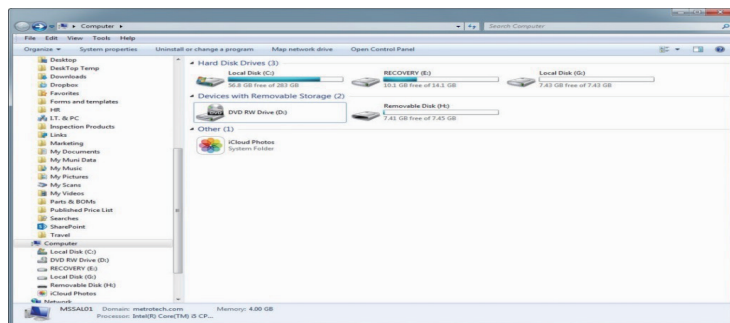 Computer
Search Computer
File Edit View Tools Help
Organize System properties Uninstall or change a program Map network drive Open Control Panel
Desktop
DeskTop Temp
Downloads
Dropbox
Favorites
Forms and templates
HR
I.T. & PC
Inspection Products
Links
Marketing
My Documents
My Muni Data
My Music
My Pictures
My Scans
My Videos
Parts & BOMs
Published Price List
Searches
SharePoint
Travel
Computer
Local Disk (C:)
DVD RW Drive (D:)
RECOVERY (E:)
Local Disk (G:)
Removable Disk (H:)
iCloud Photos
Network
Hard Disk Drives (3)
Local Disk (C:)
56.8 GB free of 283 GB
RECOVERY (E:)
10.1 GB free of 14.1 GB
Local Disk (G:)
7.43 GB free of 7.43 GB
Devices with Removable Storage (2)
DVD RW Drive (D:)
Removable Disk (H:)
7.41 GB free of 7.45 GB
Other (1)
iCloud Photos
System Folder
MSSAL01 Domain: metrotech.com Memory: 4.00 GB
Processor: Intel(R) Core(TM) i5 CP...